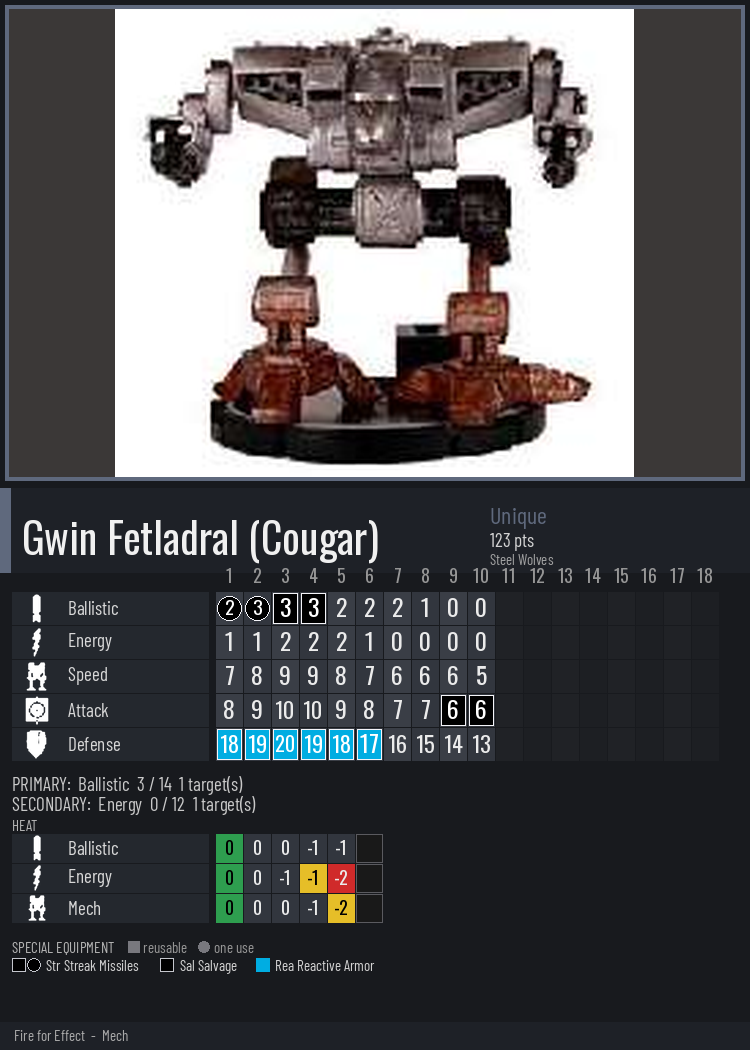 Gwin Fetladral (Cougar)
Unique
123 pts
Steel Wolves
1 2 3 4 5 6 7 8 9 10 11 12 13 14 15 16 17 18
Ballistic 2 3 3 3 2 2 2 1 0 0
Energy 1 1 2 2 2 1 0 0 0 0
Speed 7 8 9 9 8 7 6 6 6 5
Attack 8 9 10 10 9 8 7 7 6 6
Defense 18 19 20 19 18 17 16 15 14 13
PRIMARY: Ballistic 3 / 14 1 target(s)
SECONDARY: Energy 0 / 12 1 target(s)
HEAT
Ballistic 0 0 0 -1 -1
Energy 0 0 -1 -1 -2
Mech 0 0 0 -1 -2
SPECIAL EQUIPMENT reusable one use
Str Streak Missiles Sal Salvage Rea Reactive Armor
Fire for Effect - Mech